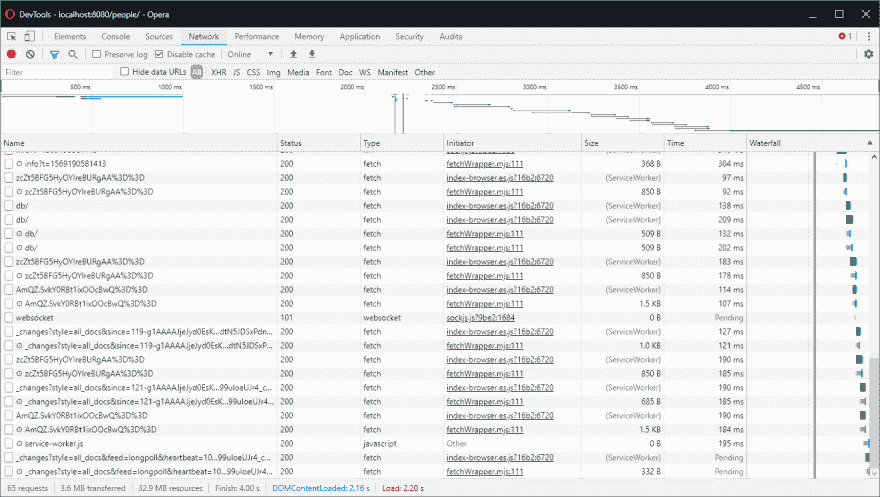 DevTools - localhost:8080/people/ - Opera
Elements Console Sources Network Performance Memory Application Security Audits 1
Preserve log Disable cache Online
Filter Hide data URLs All XHR JS CSS Img Media Font Doc WS Manifest Other
500 ms 1000 ms 1500 ms 2000 ms 2500 ms 3000 ms 3500 ms 4000 ms 4500 ms
Name Status Type Initiator Size Time Waterfall
info?t=1569190581413 200 fetch fetchWrapper.mjs:111 368 B 304 ms
zcZt5BFG5HyOYIreBURgAA%3D%3D 200 fetch index-browser.es.js?16b2:6720 (ServiceWorker) 97 ms
zcZt5BFG5HyOYIreBURgAA%3D%3D 200 fetch fetchWrapper.mjs:111 850 B 92 ms
db/ 200 fetch index-browser.es.js?16b2:6720 (ServiceWorker) 138 ms
db/ 200 fetch index-browser.es.js?16b2:6720 (ServiceWorker) 209 ms
db/ 200 fetch fetchWrapper.mjs:111 509 B 132 ms
db/ 200 fetch fetchWrapper.mjs:111 509 B 202 ms
zcZt5BFG5HyOYIreBURgAA%3D%3D 200 fetch index-browser.es.js?16b2:6720 (ServiceWorker) 183 ms
zcZt5BFG5HyOYIreBURgAA%3D%3D 200 fetch fetchWrapper.mjs:111 850 B 178 ms
AmQZ.SvkY0RBt1ixOOcBwQ%3D%3D 200 fetch index-browser.es.js?16b2:6720 (ServiceWorker) 114 ms
AmQZ.SvkY0RBt1ixOOcBwQ%3D%3D 200 fetch fetchWrapper.mjs:111 1.5 KB 107 ms
websocket 101 websocket sockjs.js?9be2:1684 0 B Pending
_changes?style=all_docs&since=119-g1AAAAJjeJyd0EsK...dtN5JDSxPdn... 200 fetch index-browser.es.js?16b2:6720 (ServiceWorker) 127 ms
_changes?style=all_docs&since=119-g1AAAAJjeJyd0EsK...dtN5JDSxP... 200 fetch fetchWrapper.mjs:111 1.0 KB 121 ms
zcZt5BFG5HyOYIreBURgAA%3D%3D 200 fetch index-browser.es.js?16b2:6720 (ServiceWorker) 190 ms
zcZt5BFG5HyOYIreBURgAA%3D%3D 200 fetch fetchWrapper.mjs:111 850 B 185 ms
_changes?style=all_docs&since=121-g1AAAAJjeJyd0EsK...99uloeUJr4_c... 200 fetch index-browser.es.js?16b2:6720 (ServiceWorker) 190 ms
_changes?style=all_docs&since=121-g1AAAAJjeJyd0EsK...99uloeUJr4... 200 fetch fetchWrapper.mjs:111 685 B 185 ms
AmQZ.SvkY0RBt1ixOOcBwQ%3D%3D 200 fetch index-browser.es.js?16b2:6720 (ServiceWorker) 190 ms
AmQZ.SvkY0RBt1ixOOcBwQ%3D%3D 200 fetch fetchWrapper.mjs:111 1.5 KB 184 ms
service-worker.js 200 javascript Other 0 B 195 ms
_changes?style=all_docs&feed=longpoll&heartbeat=10...99uloeUJr4_c... 200 fetch index-browser.es.js?16b2:6720 (ServiceWorker) Pending
_changes?style=all_docs&feed=longpoll&heartbeat=10...99uloeUJr4... 200 fetch fetchWrapper.mjs:111 332 B Pending
65 requests 3.6 MB transferred 32.9 MB resources Finish: 4.00 s DOMContentLoaded: 2.16 s Load: 2.20 s